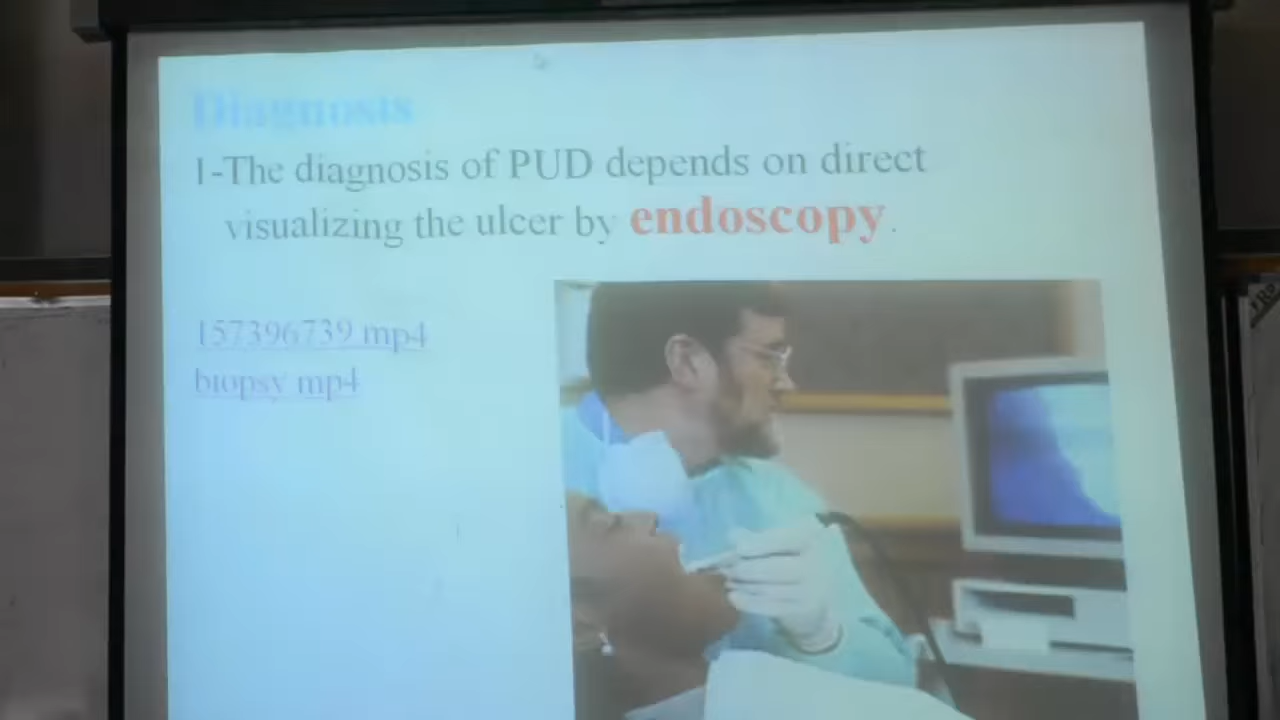 Diagnosis
1-The diagnosis of PUD depends on direct
visualizing the ulcer by endoscopy.
157396739 mp4
biopsy mp4